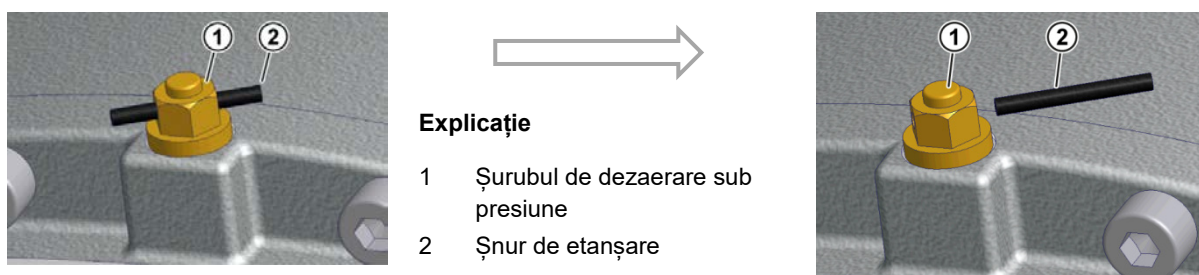 1 2
1 2
Explicație
1 Șurubul de dezaerare sub
presiune
2 Șnur de etanșare